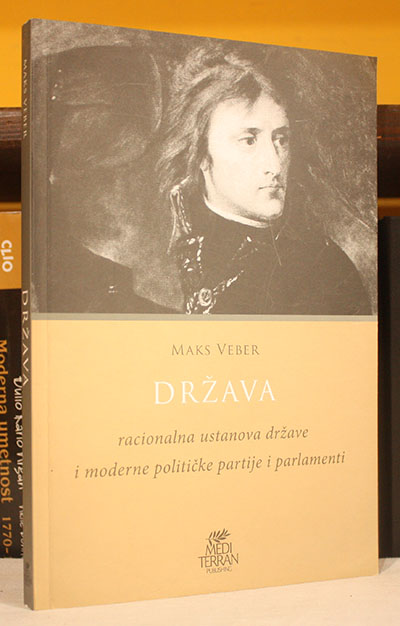 MAKS VEBER
DRŽAVA
racionalna ustanova države
i moderne političke partije i parlamenti
MEDI
TERRAN
PUBLISHING
MAKS VEBER
DRŽAVA
CLIO
Moderna umetnost 1770-